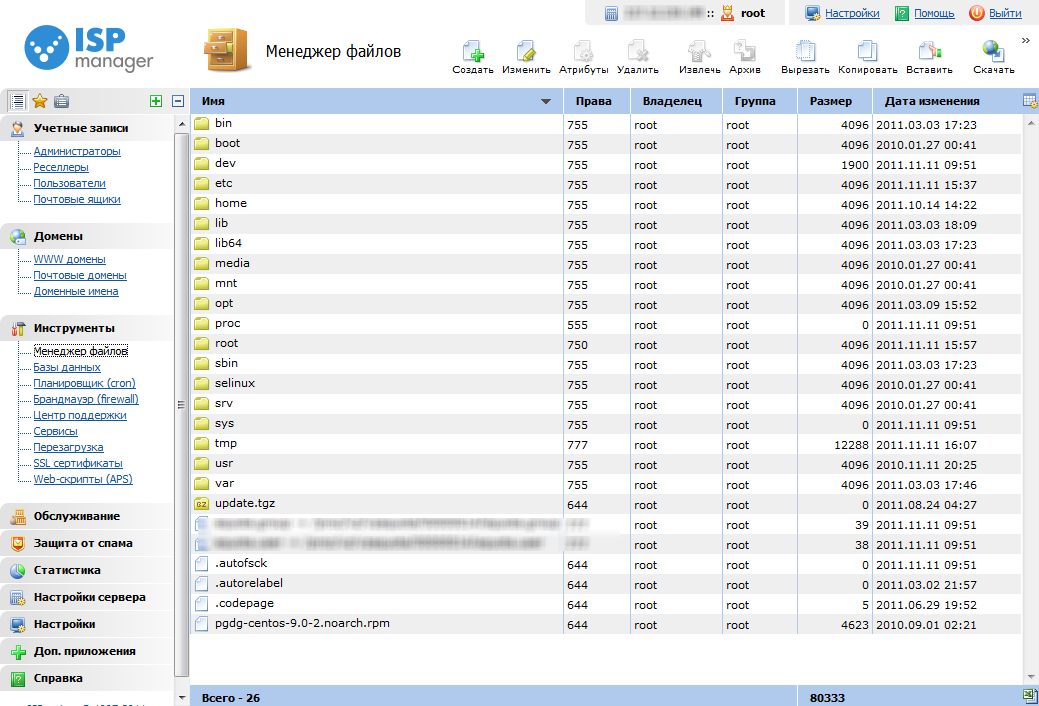 ISP
manager
Менеджер файлов
:: root
Настройки Помощь Выйти
Создать Изменить Атрибуты Удалить Извлечь Архив Вырезать Копировать Вставить Скачать »
Учетные записи
Администраторы
Реселлеры
Пользователи
Почтовые ящики
Домены
WWW домены
Почтовые домены
Доменные имена
Инструменты
Менеджер файлов
Базы данных
Планировщик (cron)
Брандмауэр (firewall)
Центр поддержки
Сервисы
Перезагрузка
SSL сертификаты
Web-скрипты (APS)
Обслуживание
Защита от спама
Статистика
Настройки сервера
Настройки
Доп. приложения
Справка
Имя Права Владелец Группа Размер Дата изменения
bin 755 root root 4096 2011.03.03 17:23
boot 755 root root 4096 2010.01.27 00:41
dev 755 root root 1900 2011.11.11 09:51
etc 755 root root 4096 2011.11.11 15:37
home 755 root root 4096 2011.10.14 14:22
lib 755 root root 4096 2011.03.03 18:09
lib64 755 root root 4096 2011.03.03 17:23
media 755 root root 4096 2010.01.27 00:41
mnt 755 root root 4096 2010.01.27 00:41
opt 755 root root 4096 2011.03.09 15:52
proc 555 root root 0 2011.11.11 09:51
root 750 root root 4096 2011.11.11 15:57
sbin 755 root root 4096 2011.03.03 17:23
selinux 755 root root 4096 2010.01.27 00:41
srv 755 root root 4096 2010.01.27 00:41
sys 755 root root 0 2011.11.11 09:51
tmp 777 root root 12288 2011.11.11 16:07
usr 755 root root 4096 2010.11.11 20:25
var 755 root root 4096 2011.03.03 17:46
update.tgz 644 root root 0 2011.08.24 04:27
root root 39 2011.11.11 09:51
root root 38 2011.11.11 09:51
.autofsck 644 root root 0 2011.11.11 09:51
.autorelabel 644 root root 0 2011.03.02 21:57
.codepage 644 root root 5 2011.06.29 19:52
pgdg-centos-9.0-2.noarch.rpm 644 root root 4623 2010.09.01 02:21
Всего - 26 80333